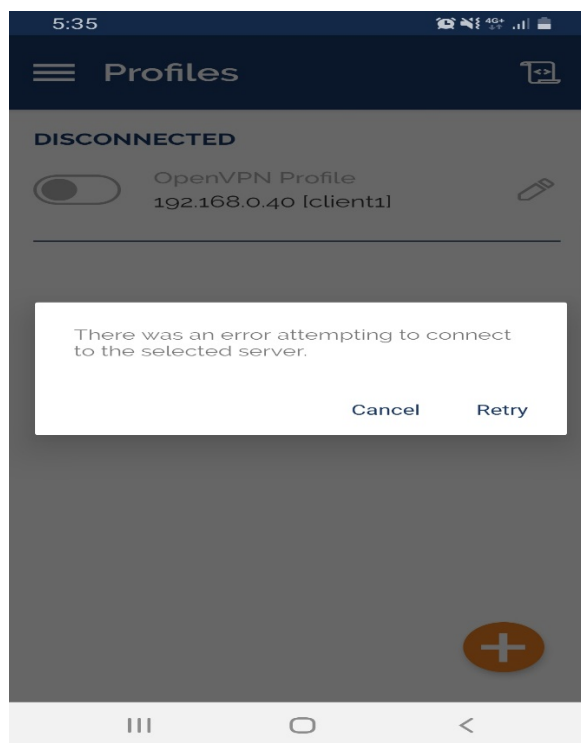 5:35
4G+
Profiles
DISCONNECTED
OpenVPN Profile
192.168.0.40 [client1]
There was an error attempting to connect
to the selected server.
Cancel Retry